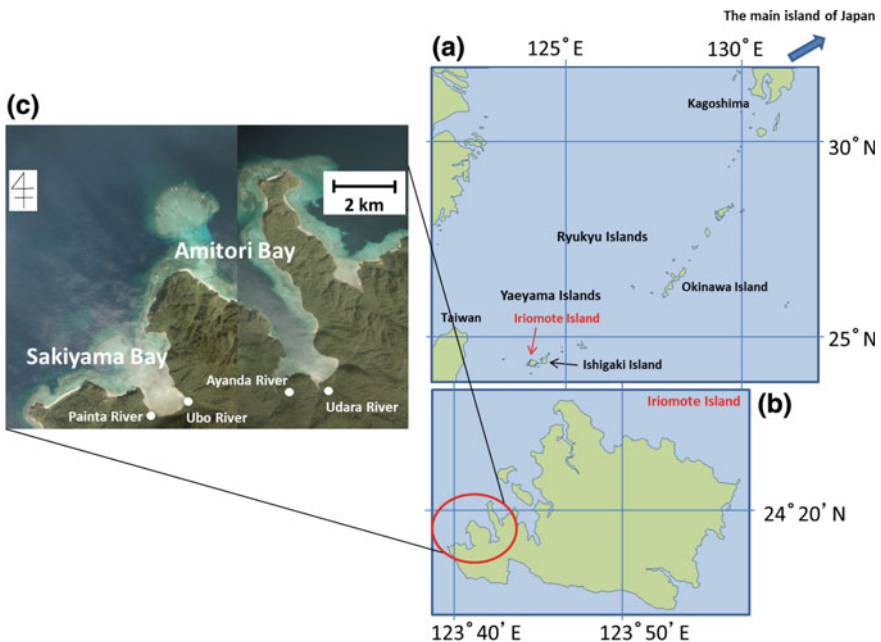 The main island of Japan
(a)
125°E
130°E
Kagoshima
30°N
Ryukyu Islands
Okinawa Island
Yaeyama Islands
Taiwan
Iriomote Island
25°N
Ishigaki Island
(c)
2 km
Amitori Bay
Sakiyama Bay
Ayanda River
Udara River
Painta River
Ubo River
Iriomote Island
(b)
24°20'N
123°40'E
123°50'E